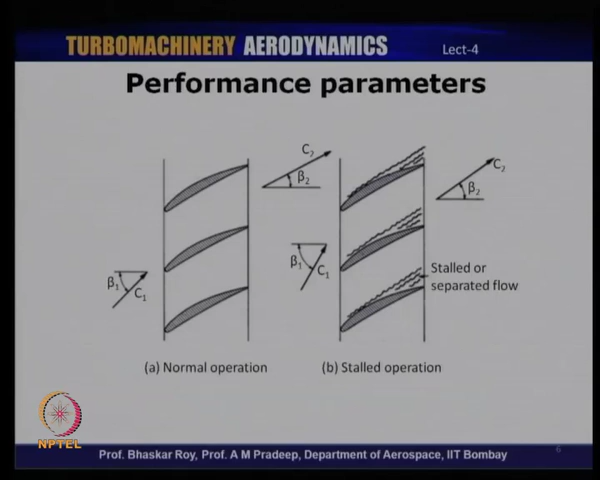 TURBOMACHINERY AERODYNAMICS Lect-4
Performance parameters
C₂
β₂
β₁
C₁
C₂
β₂
β₁
C₁
Stalled or
separated flow
(a) Normal operation (b) Stalled operation
NPTEL
Prof. Bhaskar Roy, Prof. A M Pradeep, Department of Aerospace, IIT Bombay 6